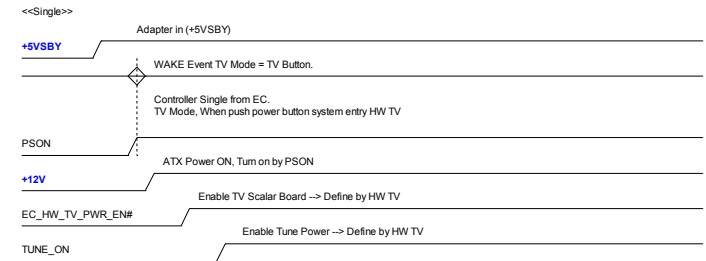 <<Single>>
Adapter in (+5VSBY)
+5VSBY
WAKE Event TV Mode = TV Button.
Controller Single from EC.
TV Mode, When push power button system entry HW TV
PSON
ATX Power ON, Turn on by PSON
+12V
Enable TV Scalar Board --> Define by HW TV
EC_HW_TV_PWR_EN#
Enable Tune Power --> Define by HW TV
TUNE_ON